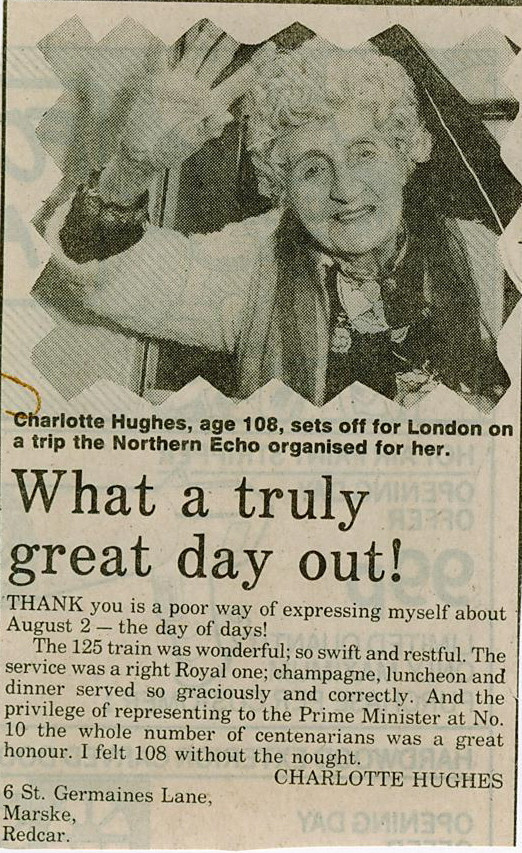 Charlotte Hughes, age 108, sets off for London on
a trip the Northern Echo organised for her.
What a truly
great day out!
THANK you is a poor way of expressing myself about
August 2 — the day of days!
The 125 train was wonderful; so swift and restful. The
service was a right Royal one; champagne, luncheon and
dinner served so graciously and correctly. And the
privilege of representing to the Prime Minister at No.
10 the whole number of centenarians was a great
honour. I felt 108 without the nought.
CHARLOTTE HUGHES
6 St. Germaines Lane,
Marske,
Redcar.